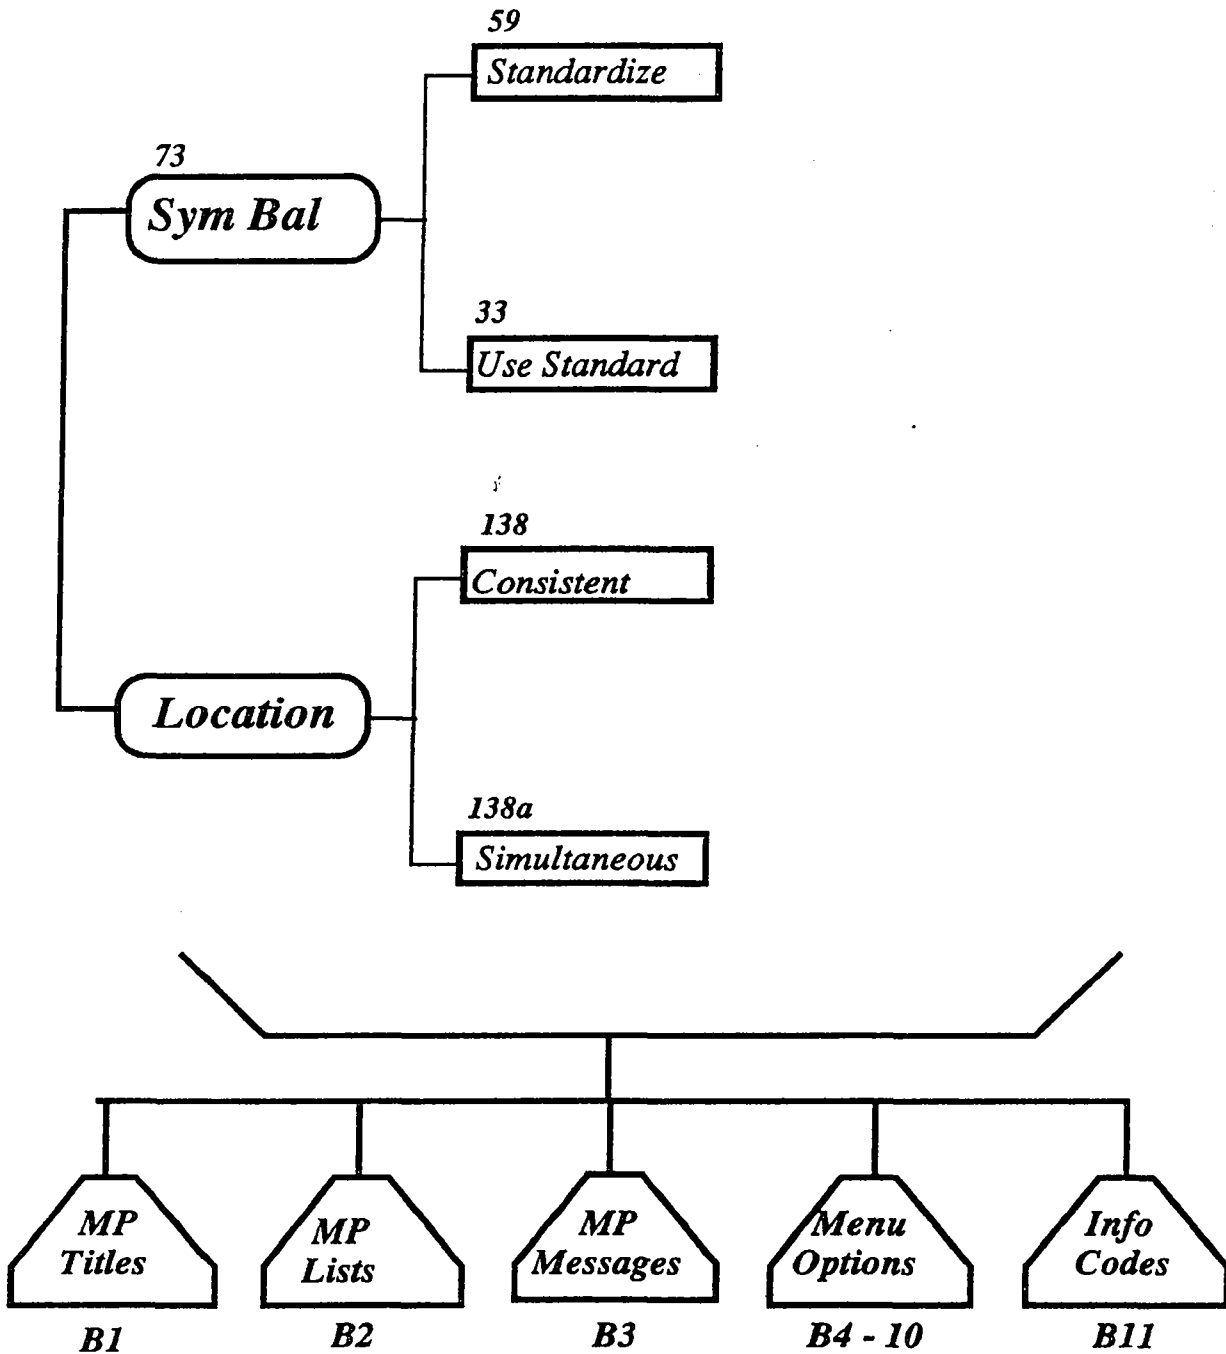 59
Standardize
73
Sym Bal
33
Use Standard
138
Consistent
Location
138a
Simultaneous
MP
Titles
B1
MP
Lists
B2
MP
Messages
B3
Menu
Options
B4 - 10
Info
Codes
B11